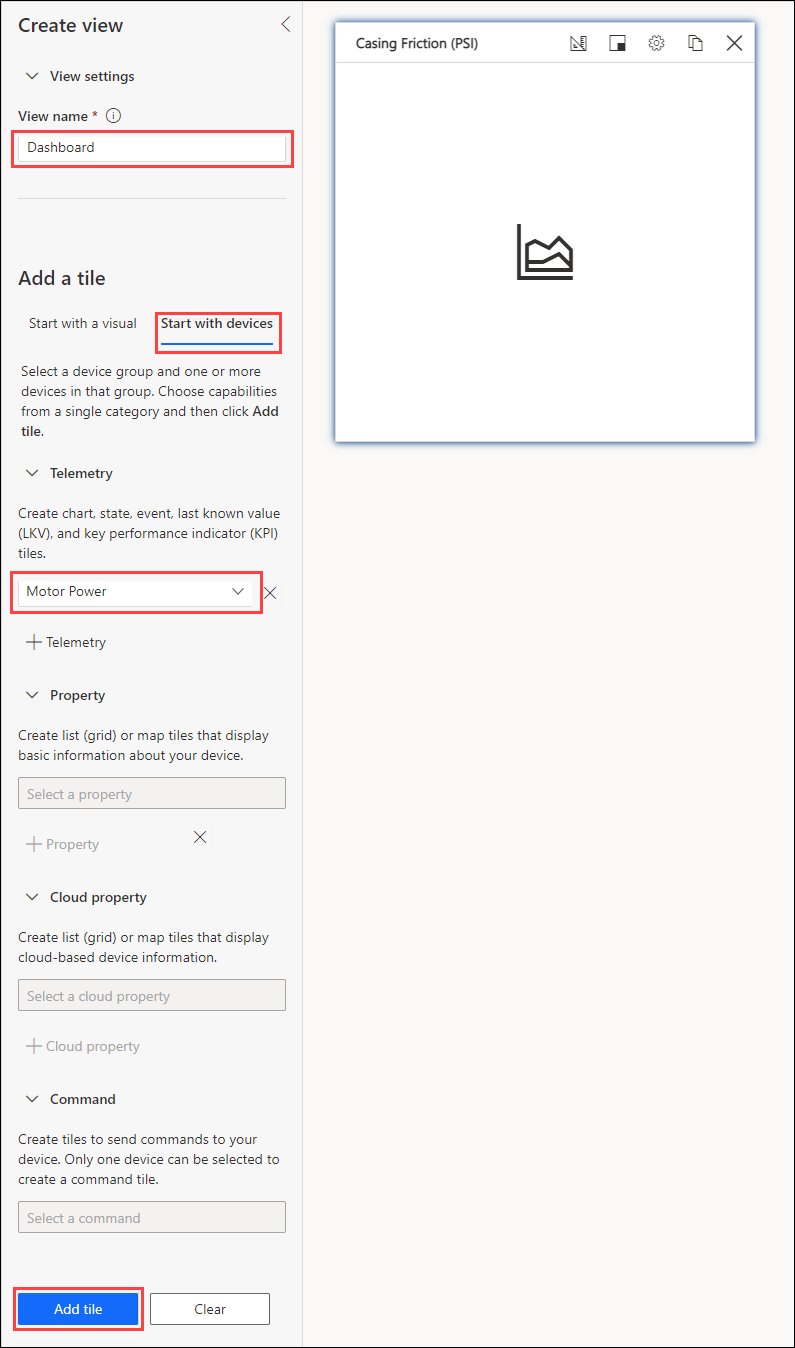 Create view
View settings
View name *
Dashboard
Add a tile
Start with a visual
Start with devices
Select a device group and one or more
devices in that group. Choose capabilities
from a single category and then click Add
tile.
Telemetry
Create chart, state, event, last known value
(LKV), and key performance indicator (KPI)
tiles.
Motor Power
Telemetry
Property
Create list (grid) or map tiles that display
basic information about your device.
Select a property
Property
Cloud property
Create list (grid) or map tiles that display
cloud-based device information.
Select a cloud property
Cloud property
Command
Create tiles to send commands to your
device. Only one device can be selected to
create a command tile.
Select a command
Add tile
Clear
Casing Friction (PSI)